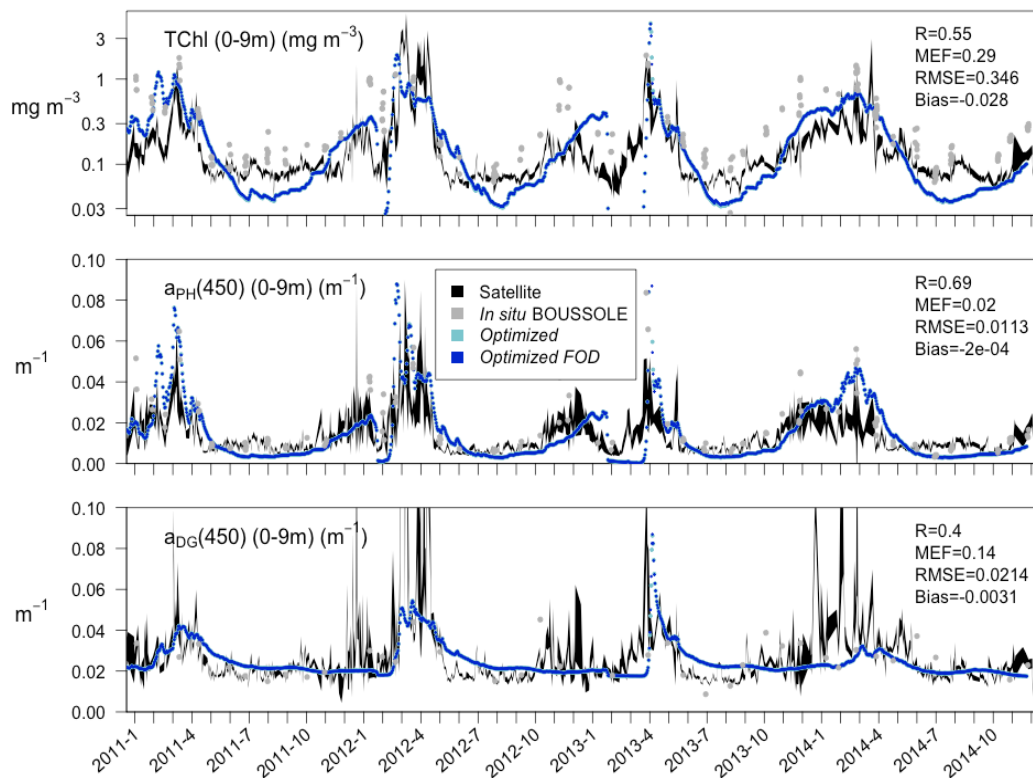 TChl (0-9m) (mg m⁻³)
R=0.55
MEF=0.29
RMSE=0.346
Bias=-0.028
mg m⁻³
3
1
0.3
0.1
0.03
aPH(450) (0-9m) (m⁻¹)
R=0.69
MEF=0.02
RMSE=0.0113
Bias=-2e-04
m⁻¹
0.10
0.08
0.06
0.04
0.02
0.00
Satellite
In situ BOUSSOLE
Optimized
Optimized FOD
aDG(450) (0-9m) (m⁻¹)
R=0.4
MEF=0.14
RMSE=0.0214
Bias=-0.0031
m⁻¹
0.10
0.08
0.06
0.04
0.02
0.00
2011-1
2011-4
2011-7
2011-10
2012-1
2012-4
2012-7
2012-10
2013-1
2013-4
2013-7
2013-10
2014-1
2014-4
2014-7
2014-10